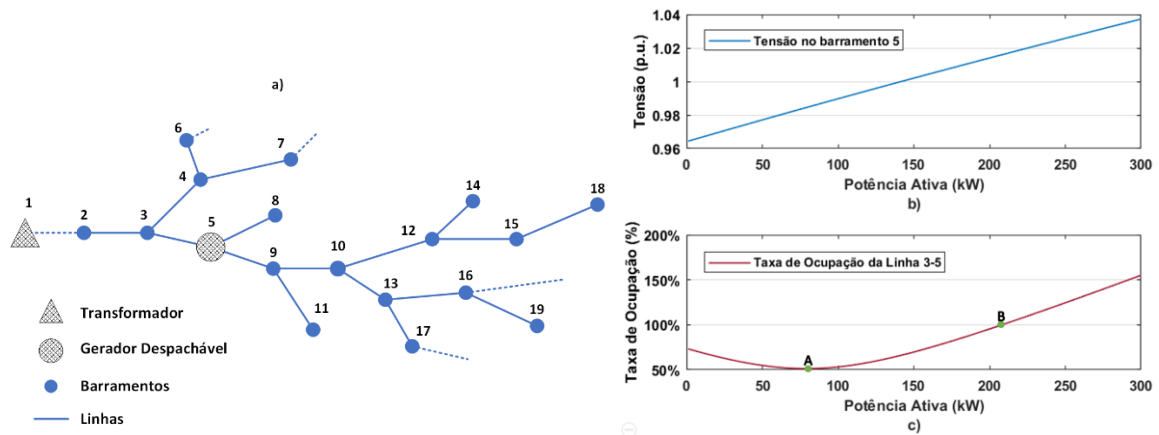 a)
6
7
4
1
2
3
5
8
9
10
11
12
13
14
15
16
17
18
19
Transformador
Gerador Despachável
Barramentos
Linhas
1.04
1.02
1
0.98
0.96
Tensão (p.u.)
Tensão no barramento 5
0 50 100 150 200 250 300
Potência Ativa (kW)
b)
200%
150%
100%
50%
Taxa de Ocupação (%)
Taxa de Ocupação da Linha 3-5
A
B
0 50 100 150 200 250 300
Potência Ativa (kW)
c)